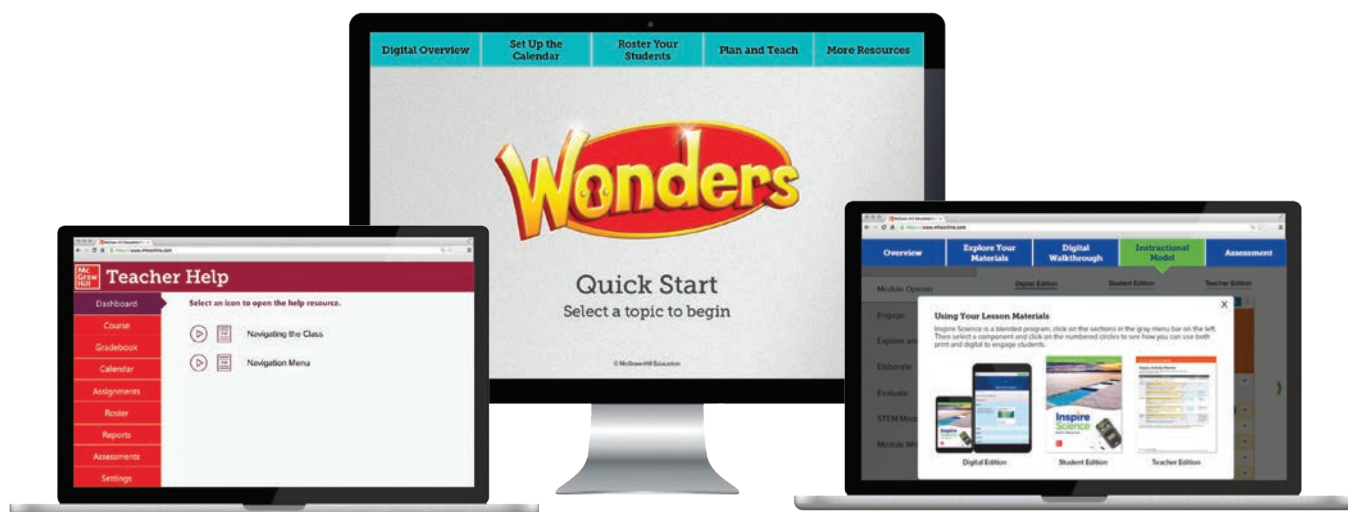 Digital Overview
Set Up the
Calendar
Roster Your
Students
Plan and Teach
More Resources
Wonders
Quick Start
Select a topic to begin
© McGraw-Hill Education
Mc
Graw
Hill
Teacher Help
Dashboard
Course
Gradebook
Calendar
Assignments
Roster
Reports
Assessments
Settings
Select an icon to open the help resource.
Navigating the Class
Navigation Menu
Overview
Explore Your
Materials
Digital
Walkthrough
Instructional
Model
Assessment
Module Opener
Engage
Explore an
Elaborate
Evaluate
STEM Mod
Module Wr
Digital Edition
Student Edition
Teacher Edition
X
Using Your Lesson Materials
Inspire Science is a blended program, click on the sections in the gray menu bar on the left.
Then select a component and click on the numbered circles to see how you can use both
print and digital to engage students.
Inspire
Science
Inspire
Science
Digital Edition
Student Edition
Teacher Edition